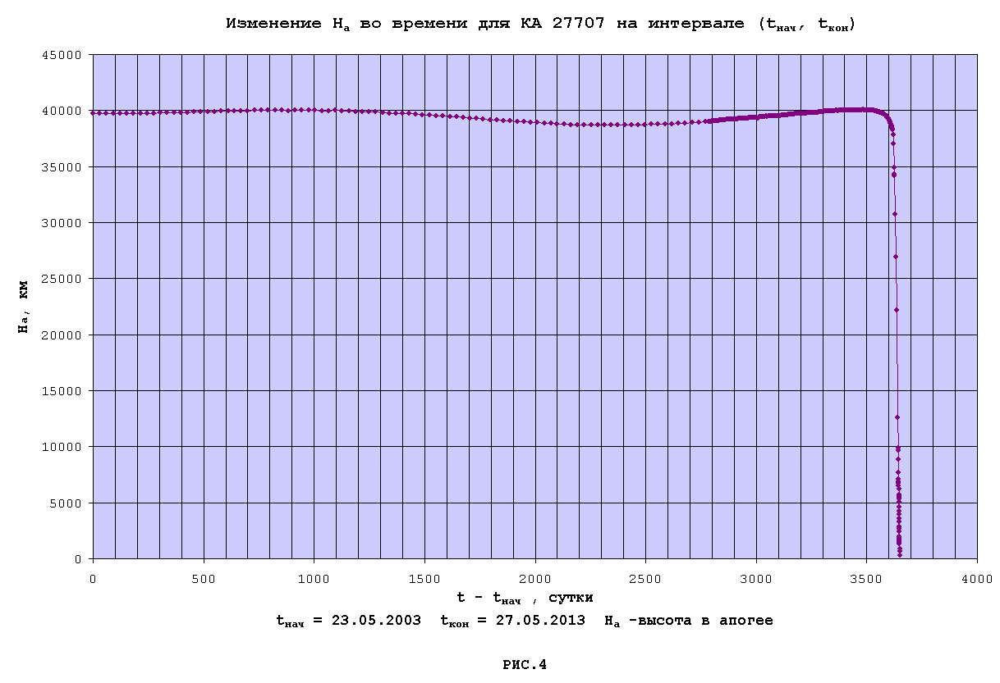 Изменение Hа во времени для КА 27707 на интервале (tнач, tкон)
45000
40000
35000
30000
25000
20000
15000
10000
5000
0
Hа, км
0 500 1000 1500 2000 2500 3000 3500 4000
t - tнач , сутки
tнач = 23.05.2003 tкон = 27.05.2013 Hа -высота в апогее
РИС.4